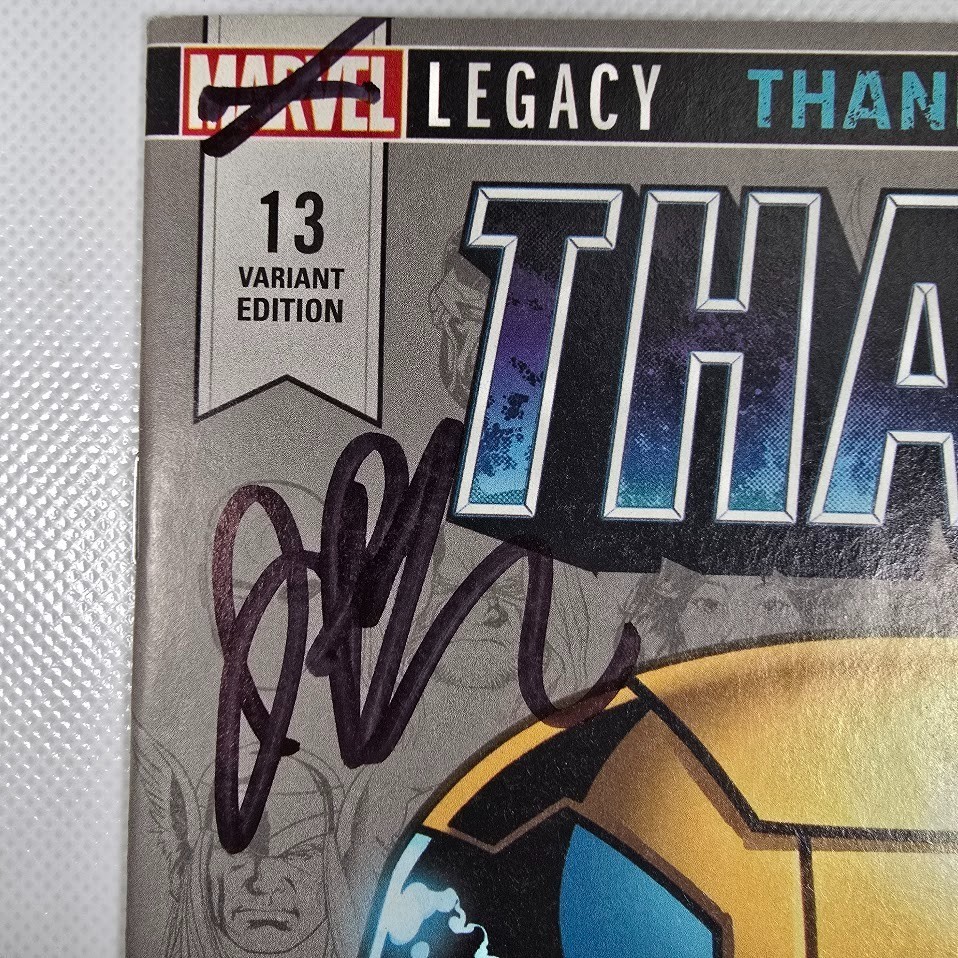 MARVEL LEGACY THAN
13
VARIANT
EDITION
THA